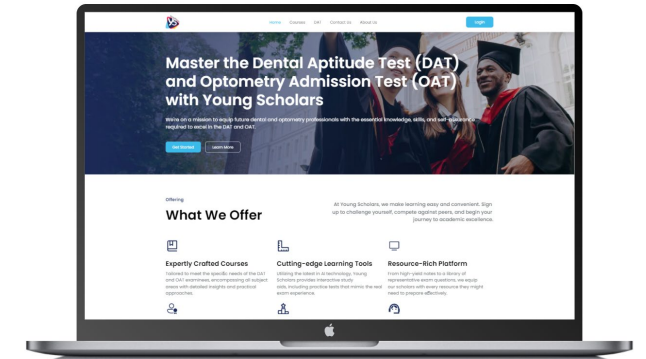 YS
Home Courses DAT Contact Us About Us
Login
Master the Dental Aptitude Test (DAT)
and Optometry Admission Test (OAT)
with Young Scholars
We're on a mission to equip future dental and optometry professionals with the essential knowledge, skills, and self-assurance
required to excel in the DAT and OAT.
Get Started Learn More
Offering
What We Offer
At Young Scholars, we make learning easy and convenient. Sign
up to challenge yourself, compete against peers, and begin your
journey to academic excellence.
Expertly Crafted Courses
Tailored to meet the specific needs of the DAT
and OAT examinees, encompassing all subject
areas with detailed insights and practical
approaches.
Cutting-edge Learning Tools
Utilizing the latest in AI technology, Young
Scholars provides interactive study
aids, including practice tests that mimic the real
exam experience.
Resource-Rich Platform
From high-yield notes to a library of
representative exam questions, we equip
our scholars with every resource they might
need to prepare effectively.